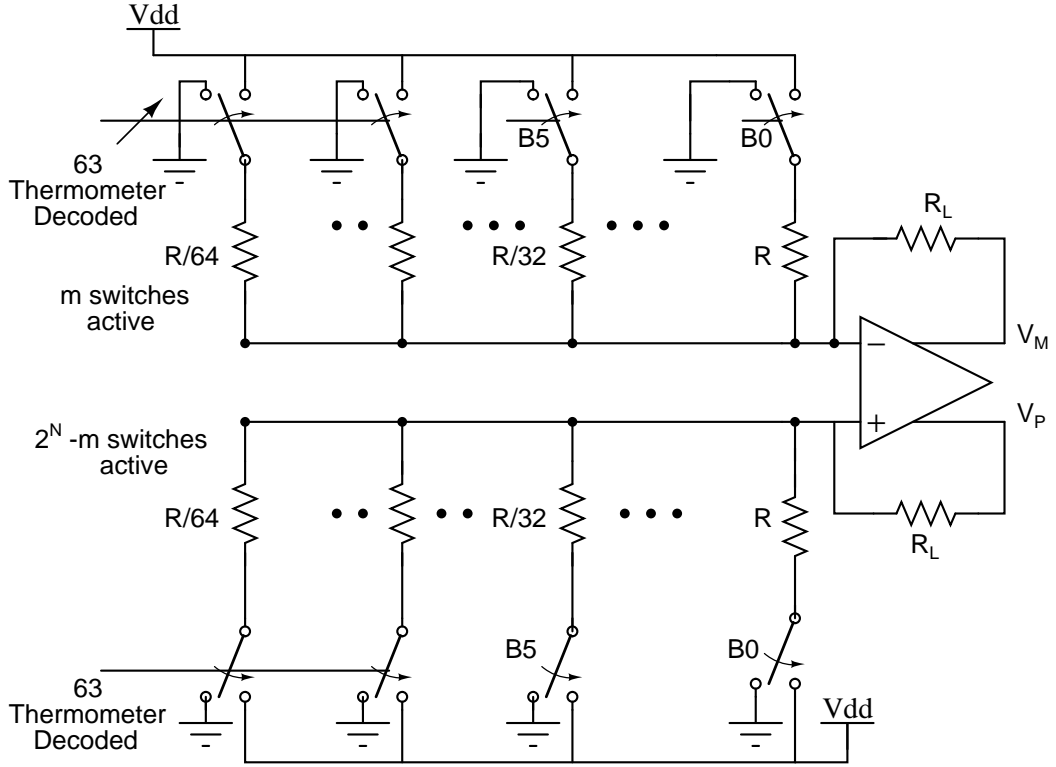 Vdd
B5
B0
63
Thermometer
Decoded
R/64
R/32
R
R_L
m switches
active
−
V_M
+
V_P
2^N -m switches
active
R/64
R/32
R
R_L
B5
B0
63
Thermometer
Decoded
Vdd